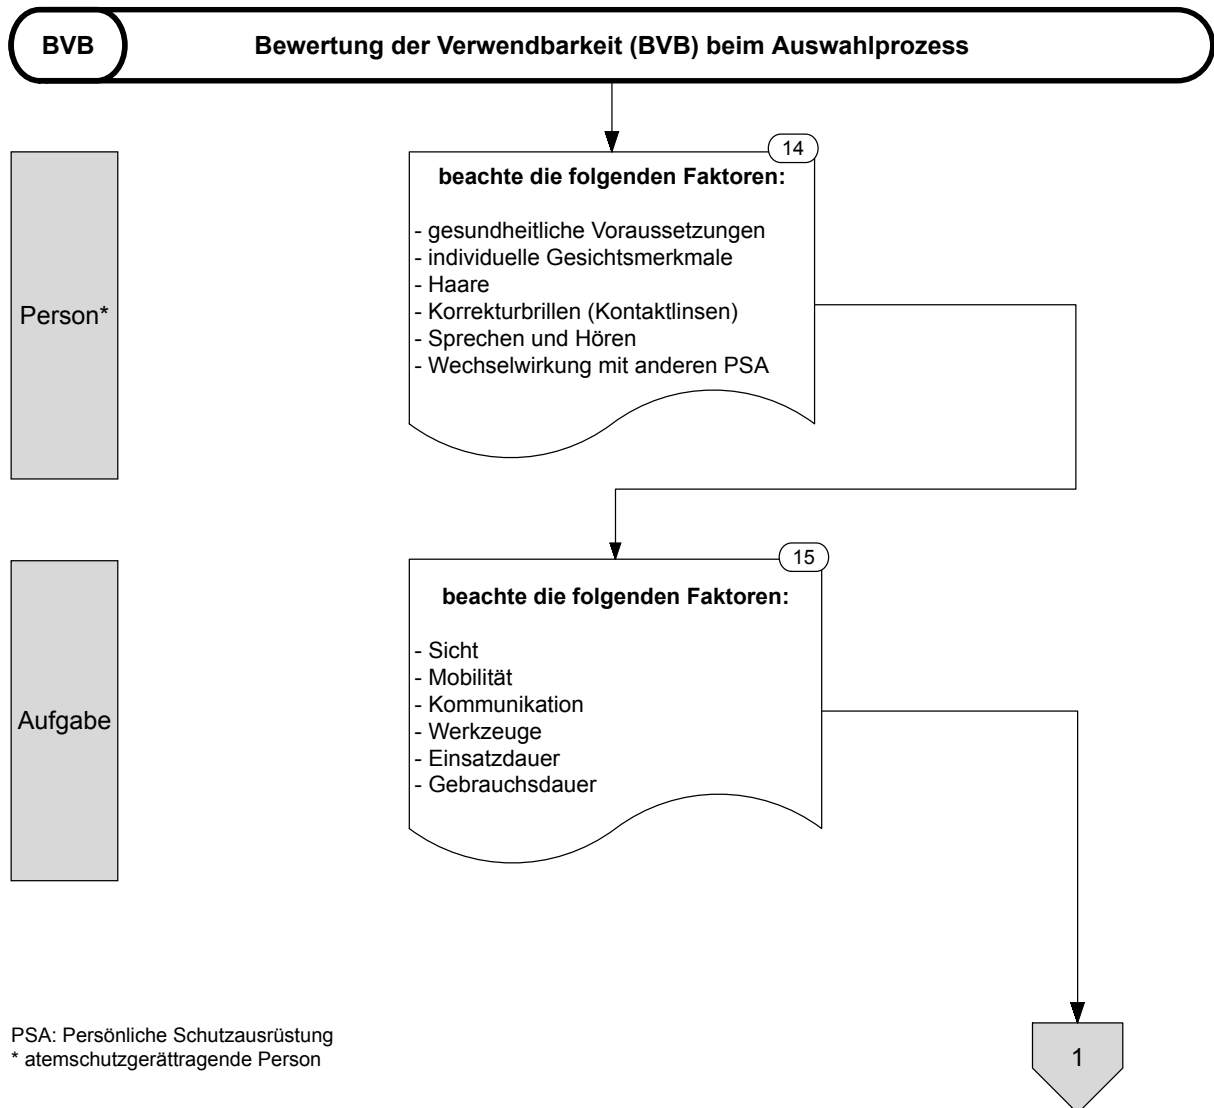 BVB
Bewertung der Verwendbarkeit (BVB) beim Auswahlprozess
Person*
14
beachte die folgenden Faktoren:
- gesundheitliche Voraussetzungen
- individuelle Gesichtsmerkmale
- Haare
- Korrekturbrillen (Kontaktlinsen)
- Sprechen und Hören
- Wechselwirkung mit anderen PSA
Aufgabe
15
beachte die folgenden Faktoren:
- Sicht
- Mobilität
- Kommunikation
- Werkzeuge
- Einsatzdauer
- Gebrauchsdauer
PSA: Persönliche Schutzausrüstung
* atemschutzgerättragende Person
1